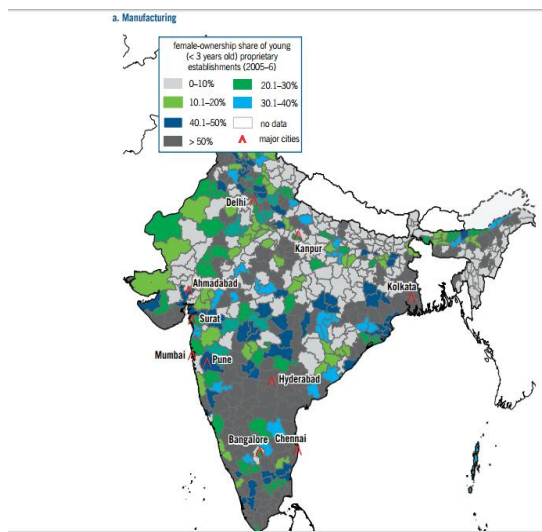 a. Manufacturing
female-ownership share of young
(< 3 years old) proprietary
establishments (2005–6)
0–10% 20.1–30%
10.1–20% 30.1–40%
40.1–50% no data
> 50% major cities
Delhi
Kanpur
Ahmadabad
Kolkata
Surat
Mumbai
Pune
Hyderabad
Bangalore Chennai